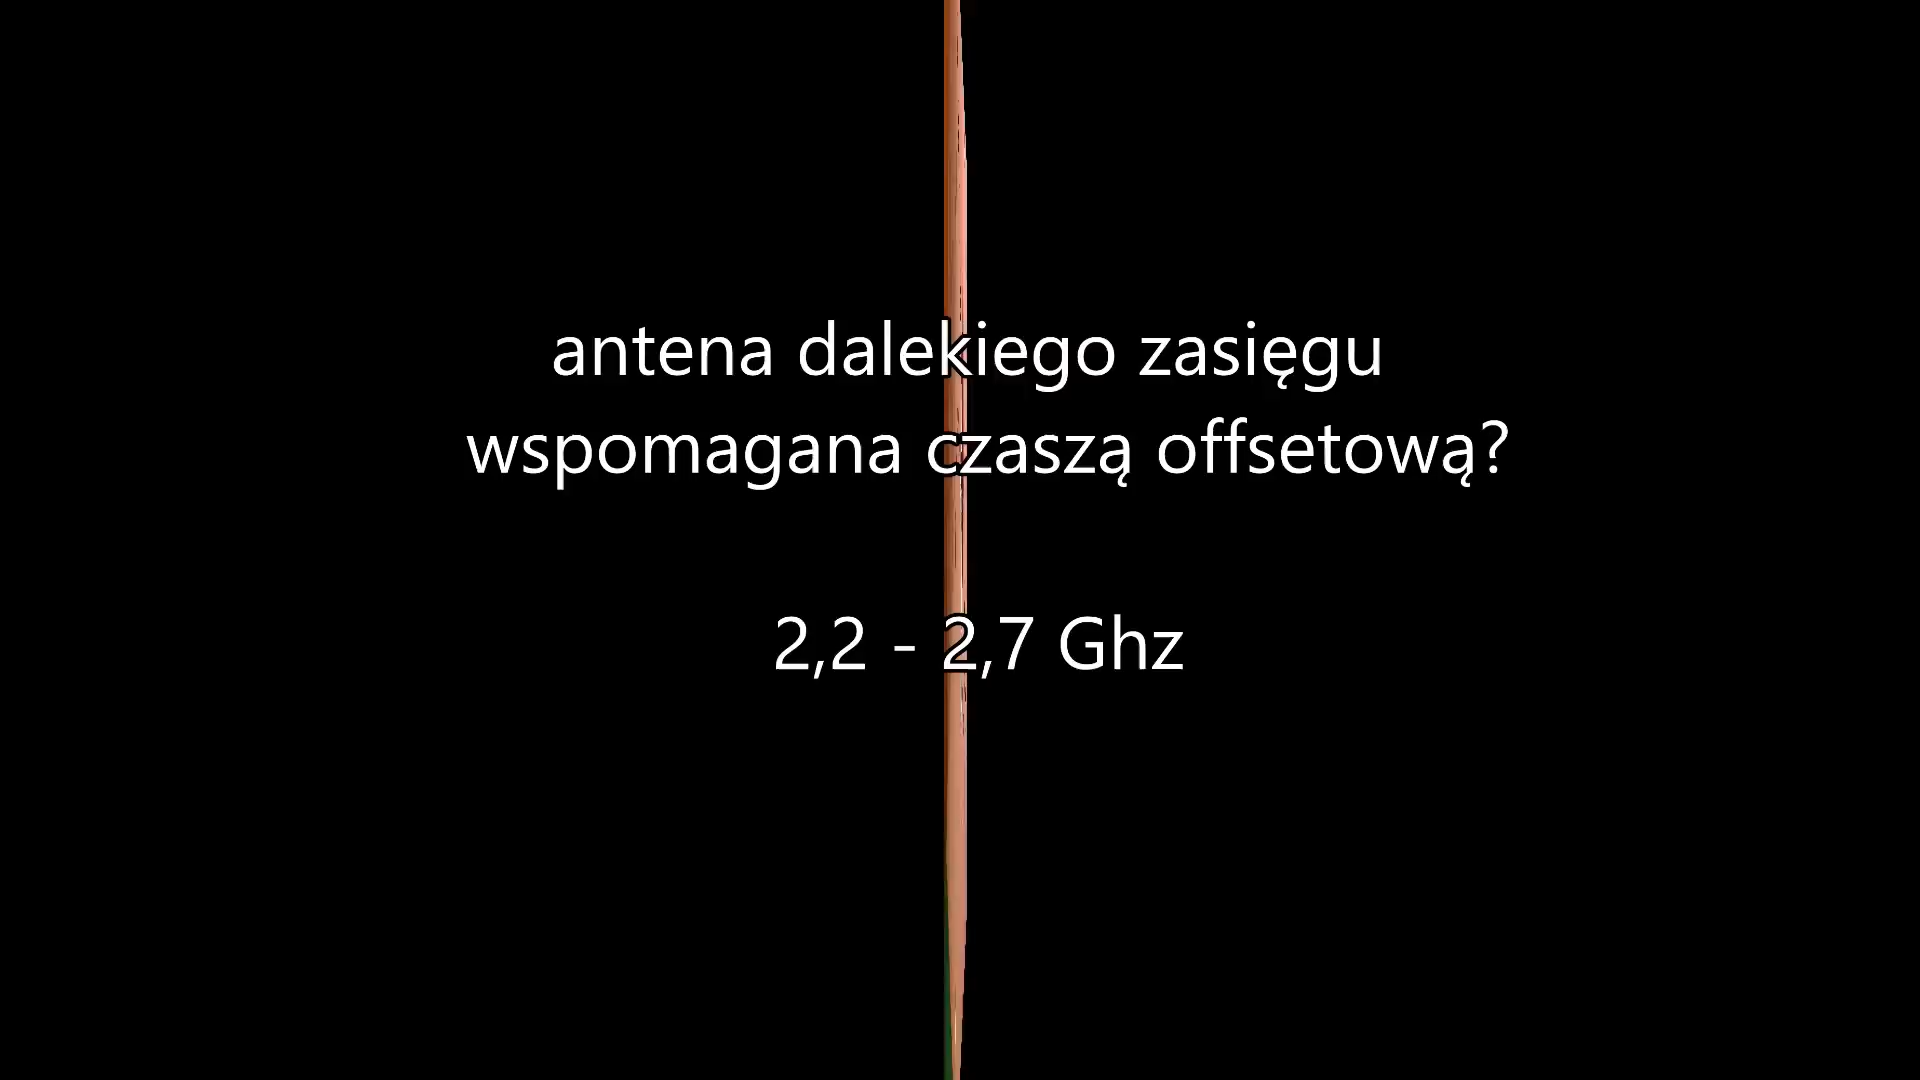 antena dalekiego zasięgu
wspomagana czaszą offsetową?
2,2 - 2,7 Ghz